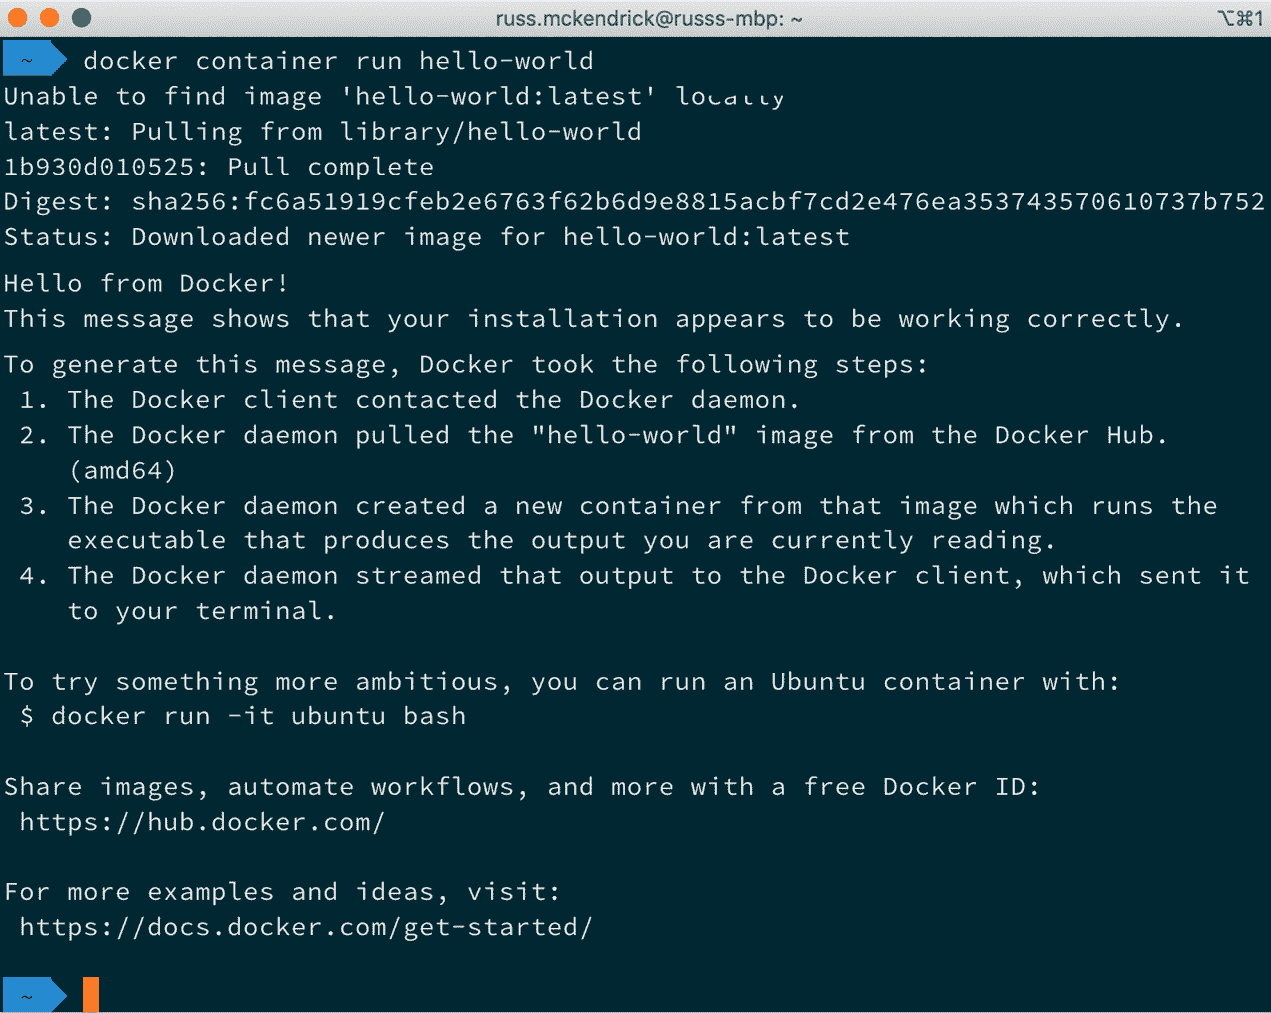 russ.mckendrick@russs-mbp: ~ ⌥⌘1
~ docker container run hello-world
Unable to find image 'hello-world:latest' locally
latest: Pulling from library/hello-world
1b930d010525: Pull complete
Digest: sha256:fc6a51919cfeb2e6763f62b6d9e8815acbf7cd2e476ea353743570610737b752
Status: Downloaded newer image for hello-world:latest
Hello from Docker!
This message shows that your installation appears to be working correctly.
To generate this message, Docker took the following steps:
1. The Docker client contacted the Docker daemon.
2. The Docker daemon pulled the "hello-world" image from the Docker Hub.
(amd64)
3. The Docker daemon created a new container from that image which runs the
executable that produces the output you are currently reading.
4. The Docker daemon streamed that output to the Docker client, which sent it
to your terminal.
To try something more ambitious, you can run an Ubuntu container with:
$ docker run -it ubuntu bash
Share images, automate workflows, and more with a free Docker ID:
https://hub.docker.com/
For more examples and ideas, visit:
https://docs.docker.com/get-started/
~